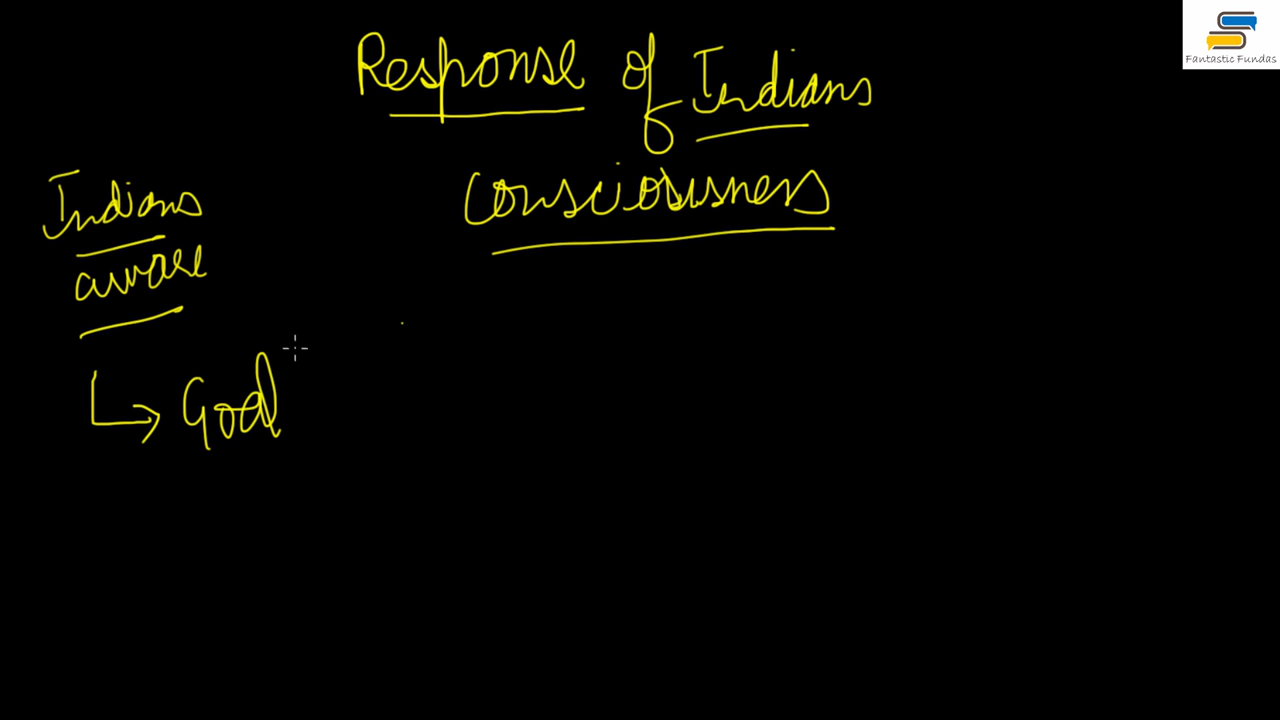 Response of Indians
Consciousness
Indians
aware
God
Fantastic Fundas